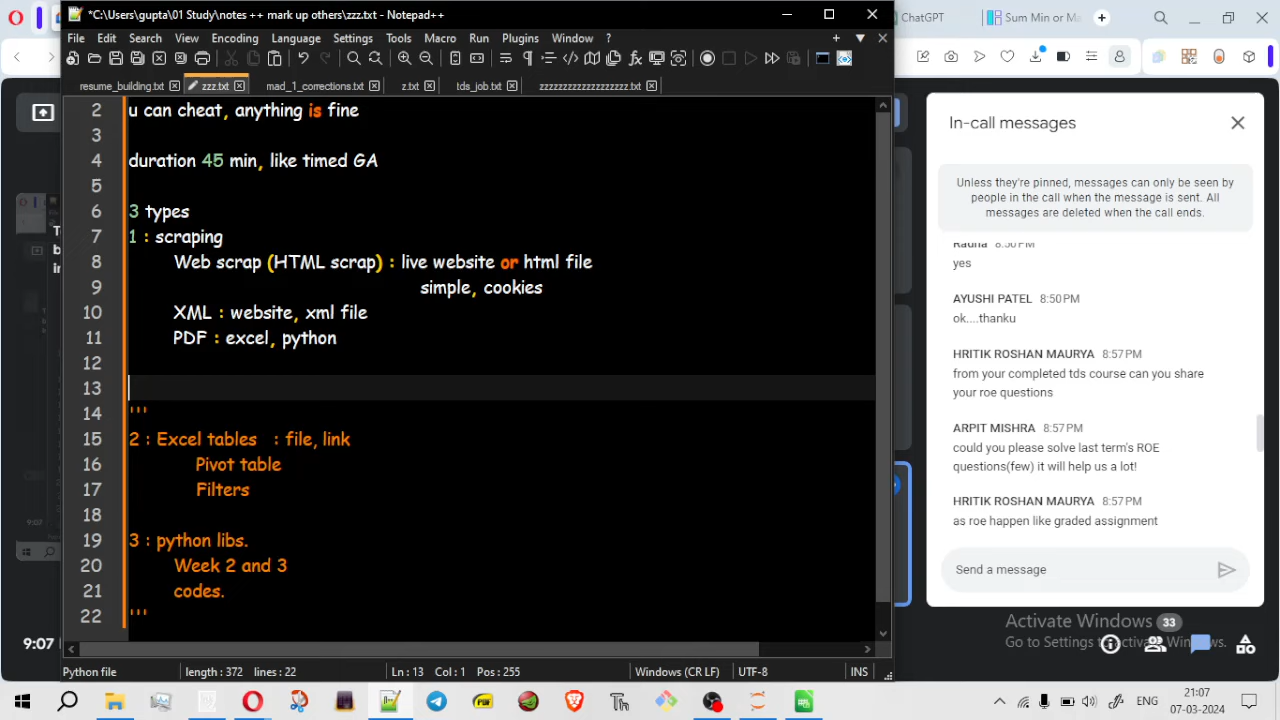 *C:\Users\gupta\01 Study\notes ++ mark up others\zzz.txt - Notepad++
ChatGPT
Sum Min or Ma
File Edit Search View Encoding Language Settings Tools Macro Run Plugins Window ?
resume_building.txt zzz.txt mad_1_corrections.txt z.txt tds_job.txt zzzzzzzzzzzzzzzzzz.txt
2 u can cheat, anything is fine
3
4 duration 45 min, like timed GA
5
6 3 types
7 1 : scraping
8 Web scrap (HTML scrap) : live website or html file
9 simple, cookies
10 XML : website, xml file
11 PDF : excel, python
12
13
14 '''
15 2 : Excel tables : file, link
16 Pivot table
17 Filters
18
19 3 : python libs.
20 Week 2 and 3
21 codes.
22 '''
Python file length : 372 lines : 22 Ln : 13 Col : 1 Pos : 255 Windows (CR LF) UTF-8 INS
In-call messages
Unless they're pinned, messages can only be seen by
people in the call when the message is sent. All
messages are deleted when the call ends.
Radha 8:50 PM
yes
AYUSHI PATEL 8:50 PM
ok....thanku
HRITIK ROSHAN MAURYA 8:57 PM
from your completed tds course can you share
your roe questions
ARPIT MISHRA 8:57 PM
could you please solve last term's ROE
questions(few) it will help us a lot!
HRITIK ROSHAN MAURYA 8:57 PM
as roe happen like graded assignment
Send a message
Activate Windows
Go to Settings to activate Windows.
33
9:07
ENG
21:07
07-03-2024